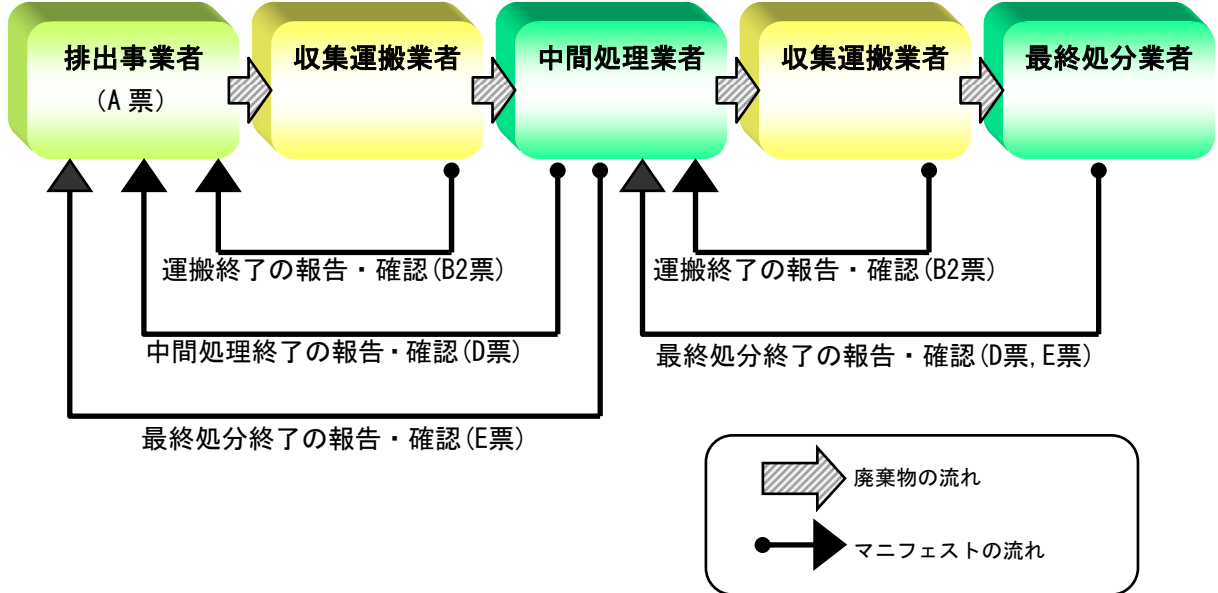 排出事業者
(A票)
収集運搬業者
中間処理業者
収集運搬業者
最終処分業者
運搬終了の報告・確認(B2票)
運搬終了の報告・確認(B2票)
中間処理終了の報告・確認(D票)
最終処分終了の報告・確認(D票,E票)
最終処分終了の報告・確認(E票)
廃棄物の流れ
マニフェストの流れ